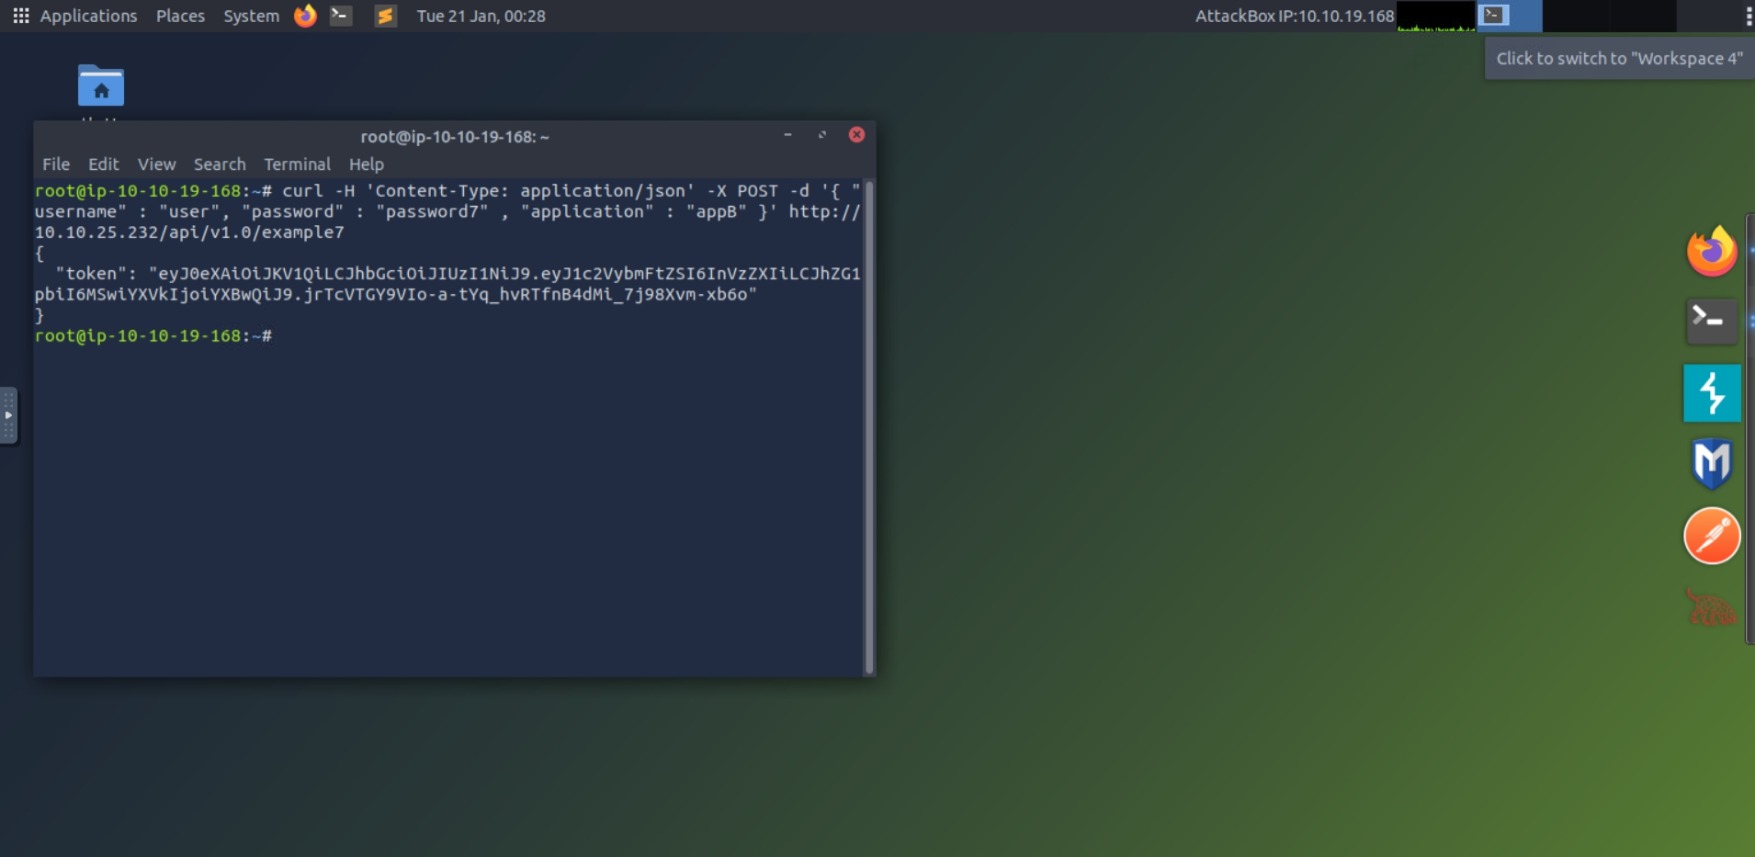 Applications Places System Tue 21 Jan, 00:28 AttackBox IP:10.10.19.168
Click to switch to "Workspace 4"
root@ip-10-10-19-168: ~
File Edit View Search Terminal Help
root@ip-10-10-19-168:~# curl -H 'Content-Type: application/json' -X POST -d '{ "
username" : "user", "password" : "password7" , "application" : "appB" }' http://
10.10.25.232/api/v1.0/example7
{
  "token": "eyJ0eXAiOiJKV1QiLCJhbGciOiJIUzI1NiJ9.eyJ1c2VybmFtZSI6InVzZXIiLCJhZG1
pbiI6MSwiYXVkIjoiYXBwQiJ9.jrTcVTGY9VIo-a-tYq_hvRTfnB4dMi_7j98Xvm-xb6o"
}
root@ip-10-10-19-168:~#